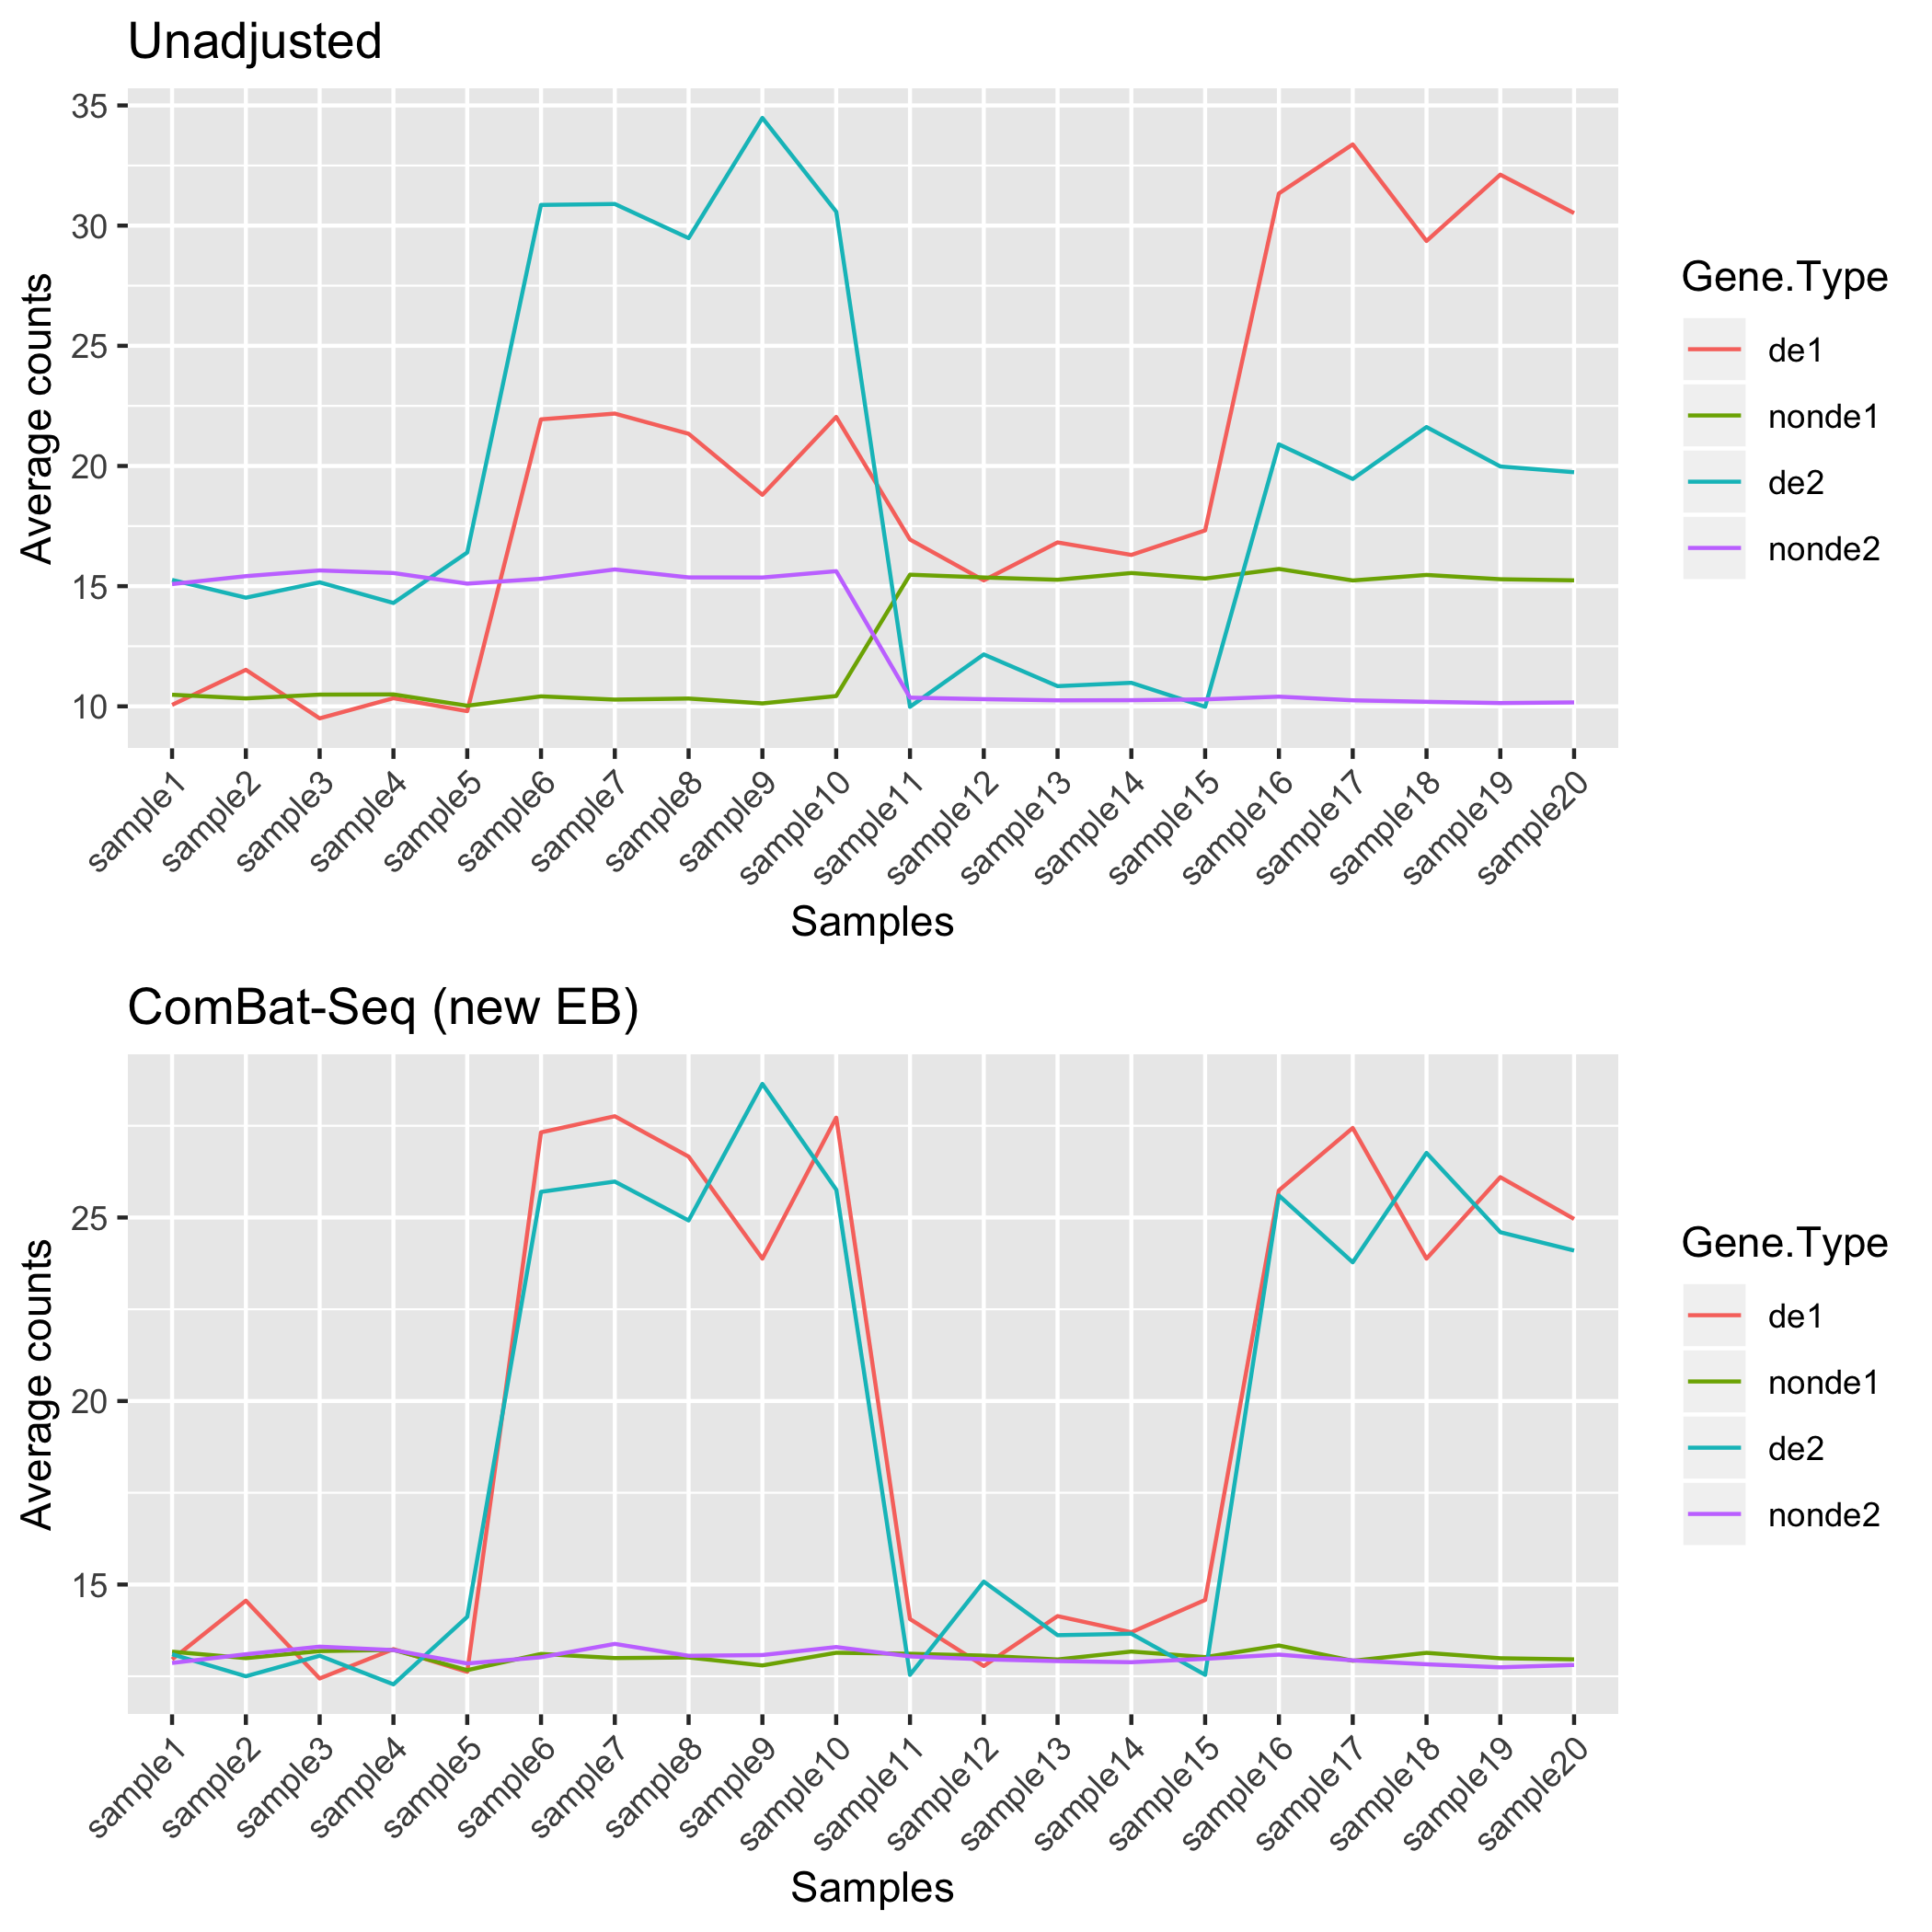 Unadjusted
35
30
25
20
15
10
Average counts
sample1
sample2
sample3
sample4
sample5
sample6
sample7
sample8
sample9
sample10
sample11
sample12
sample13
sample14
sample15
sample16
sample17
sample18
sample19
sample20
Samples
Gene.Type
de1
nonde1
de2
nonde2
ComBat-Seq (new EB)
25
20
15
Average counts
sample1
sample2
sample3
sample4
sample5
sample6
sample7
sample8
sample9
sample10
sample11
sample12
sample13
sample14
sample15
sample16
sample17
sample18
sample19
sample20
Samples
Gene.Type
de1
nonde1
de2
nonde2